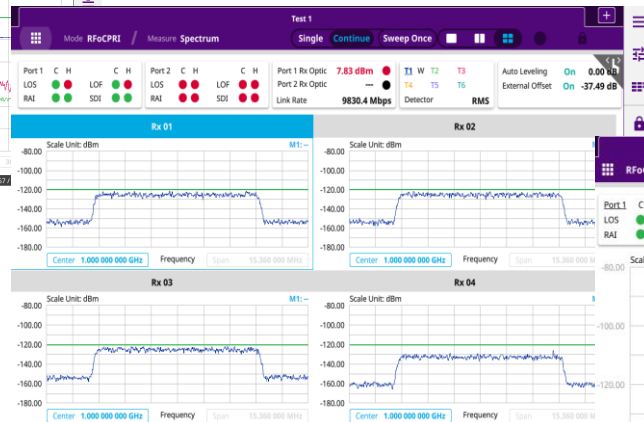 Test 1
Mode RFoCPRI / Measure Spectrum
Single Continue Sweep Once
Port 1 C H C H
LOS LOF
RAI SDI
Port 2 C H C H
LOS LOF
RAI SDI
Port 1 Rx Optic 7.83 dBm
Port 2 Rx Optic ---
Link Rate 9830.4 Mbps
T1 W T2 T3
T4 T5 T6
Detector RMS
Auto Leveling On 0.00 dB
External Offset On -37.49 dB
Rx 01
Scale Unit: dBm M1: --
-80.00
-100.00
-120.00
-140.00
-160.00
-180.00
Center 1.000 000 000 GHz Frequency Span 15.360 000 MHz
Rx 02
Scale Unit: dBm
-80.00
-100.00
-120.00
-140.00
-160.00
-180.00
Center 1.000 000 000 GHz Frequency Span 15.360 000 M
Rx 03
Scale Unit: dBm M1: --
-80.00
-100.00
-120.00
-140.00
-160.00
-180.00
Center 1.000 000 000 GHz Frequency Span 15.360 000 MHz
Rx 04
Scale Unit: dBm
-80.00
-100.00
-120.00
-140.00
-160.00
-180.00
Center 1.000 000 000 GHz Frequency Span 15.360 000 M
Port 1 C
LOS
RAI
-80.00
-100.00
-120.00